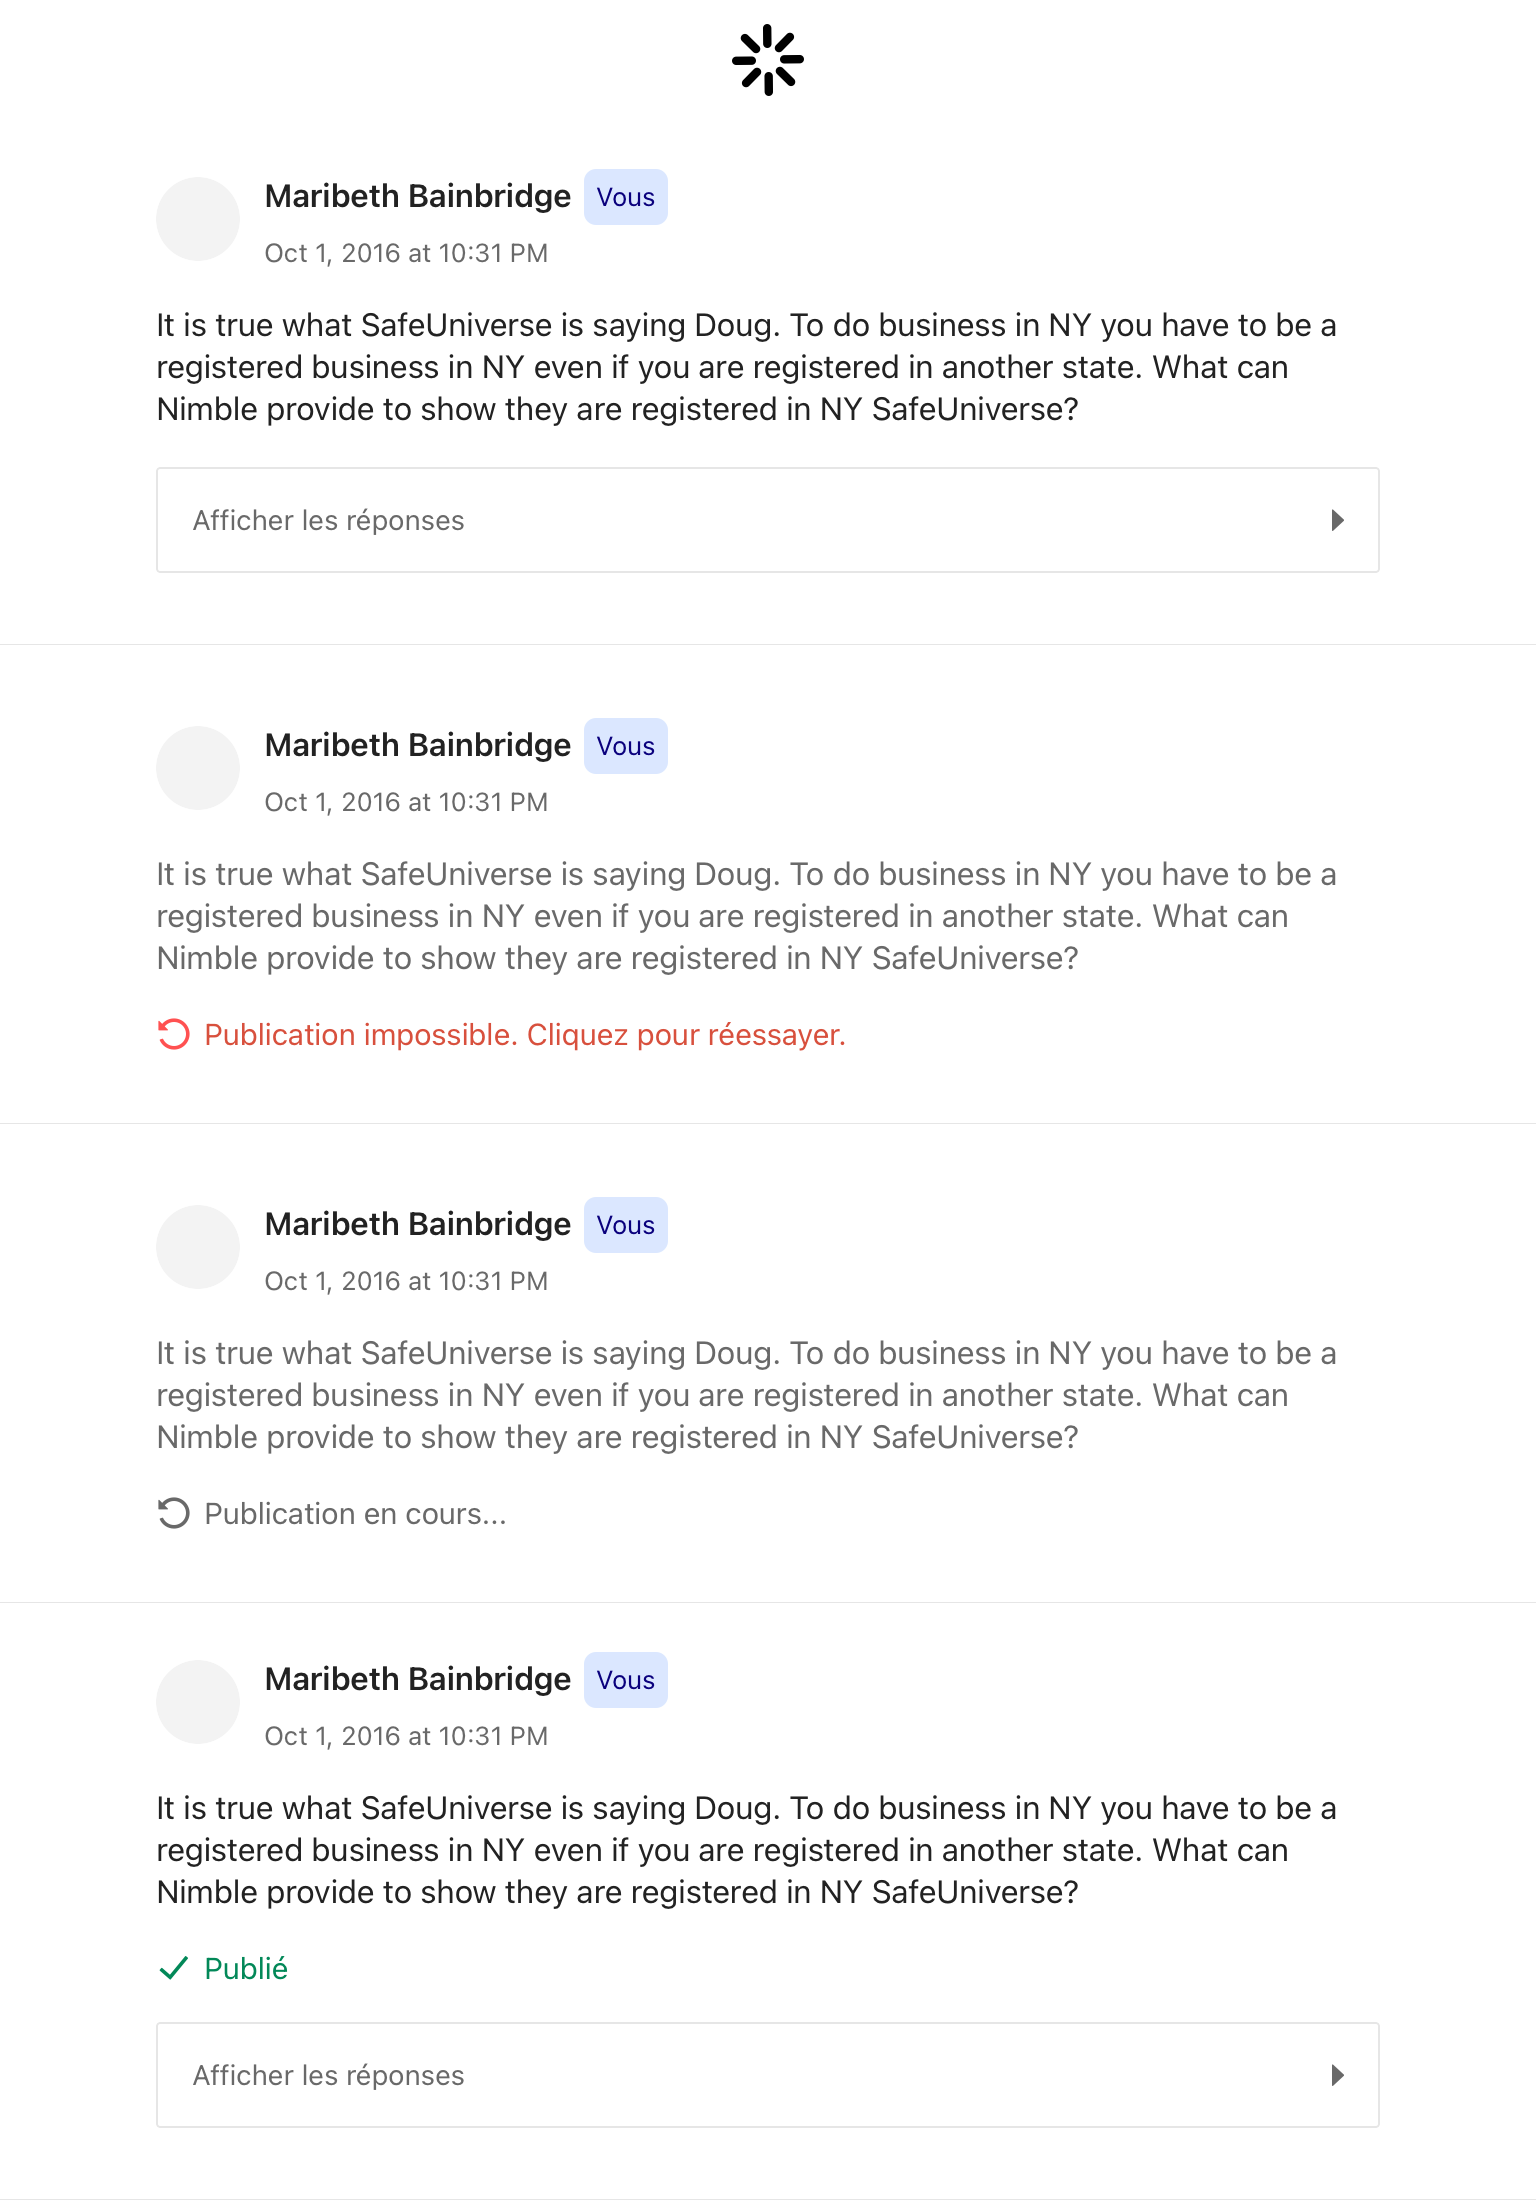 Maribeth Bainbridge Vous
Oct 1, 2016 at 10:31 PM
It is true what SafeUniverse is saying Doug. To do business in NY you have to be a
registered business in NY even if you are registered in another state. What can
Nimble provide to show they are registered in NY SafeUniverse?
Afficher les réponses
Maribeth Bainbridge Vous
Oct 1, 2016 at 10:31 PM
It is true what SafeUniverse is saying Doug. To do business in NY you have to be a
registered business in NY even if you are registered in another state. What can
Nimble provide to show they are registered in NY SafeUniverse?
Publication impossible. Cliquez pour réessayer.
Maribeth Bainbridge Vous
Oct 1, 2016 at 10:31 PM
It is true what SafeUniverse is saying Doug. To do business in NY you have to be a
registered business in NY even if you are registered in another state. What can
Nimble provide to show they are registered in NY SafeUniverse?
Publication en cours...
Maribeth Bainbridge Vous
Oct 1, 2016 at 10:31 PM
It is true what SafeUniverse is saying Doug. To do business in NY you have to be a
registered business in NY even if you are registered in another state. What can
Nimble provide to show they are registered in NY SafeUniverse?
Publié
Afficher les réponses